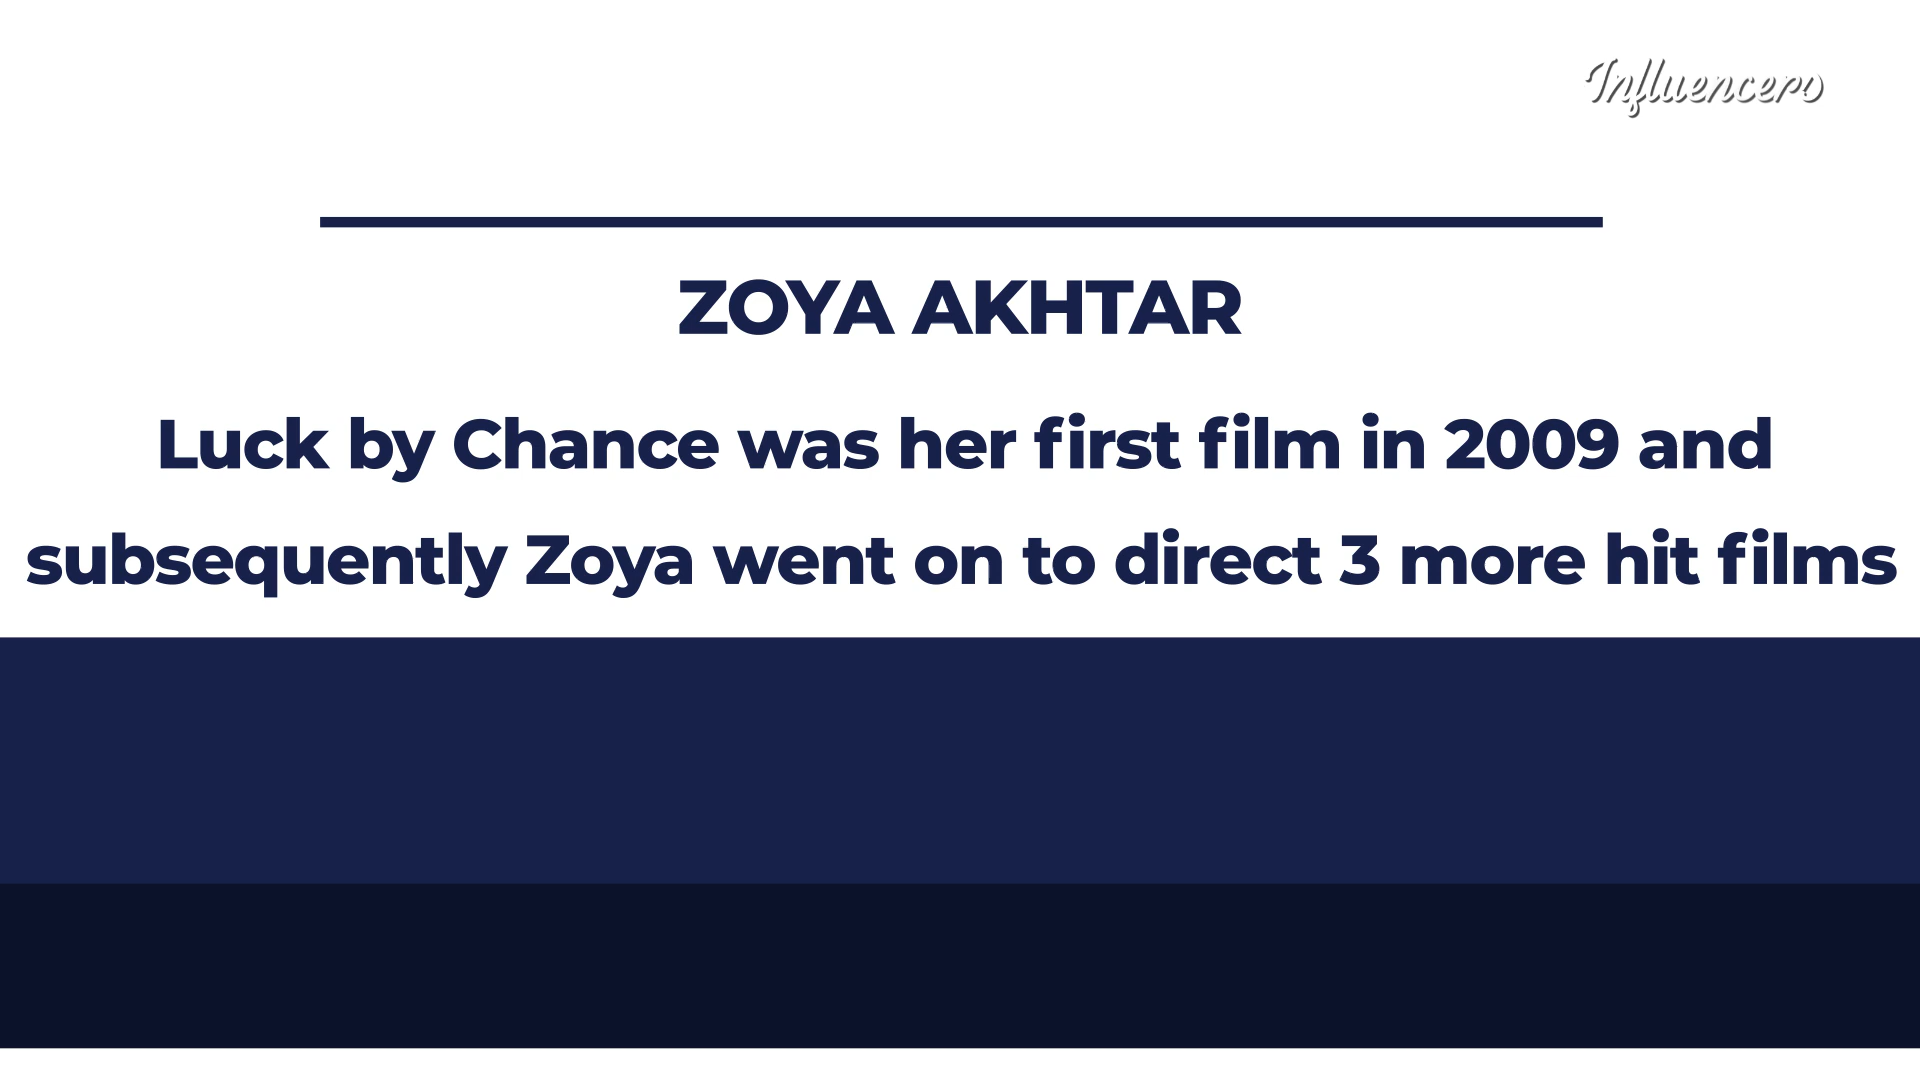 Influencers
ZOYA AKHTAR
Luck by Chance was her first film in 2009 and
subsequently Zoya went on to direct 3 more hit films